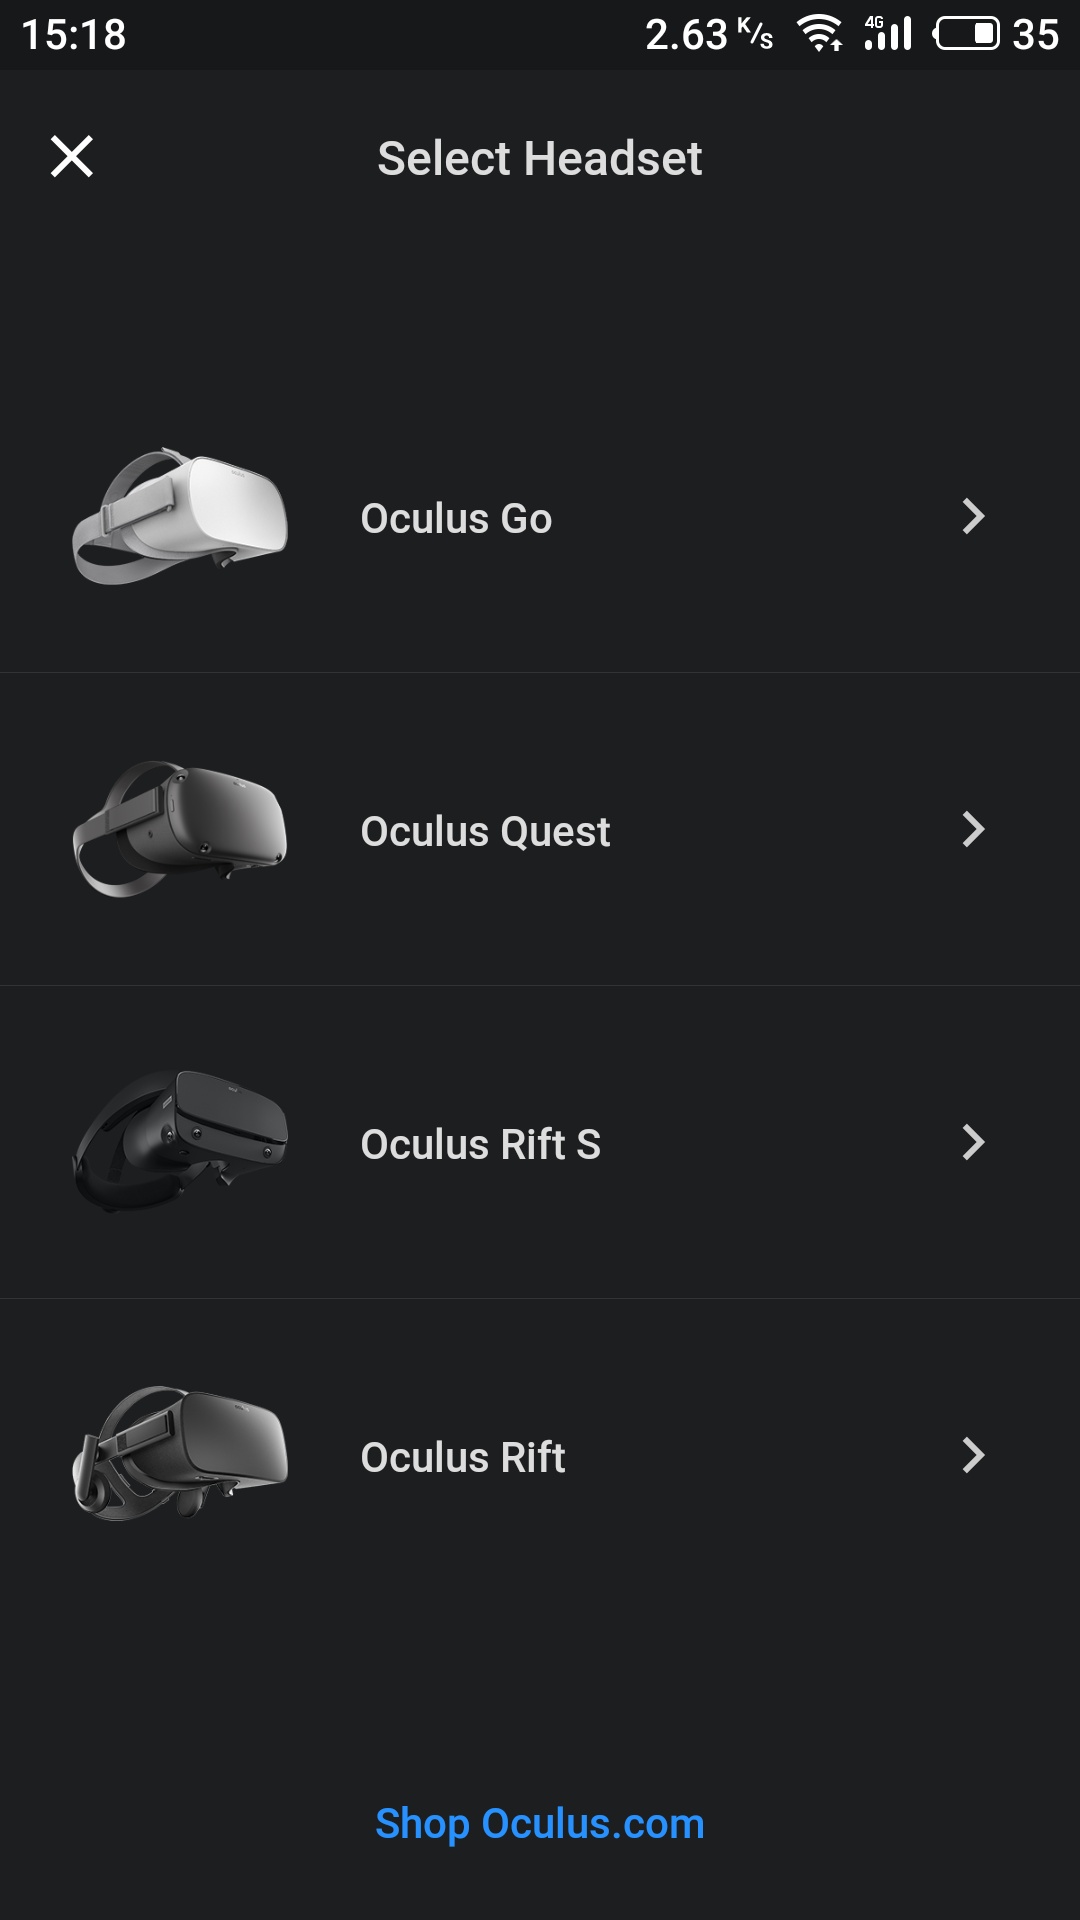 15:18 2.63 K/s 4G 35
Select Headset
Oculus Go
Oculus Quest
Oculus Rift S
Oculus Rift
Shop Oculus.com